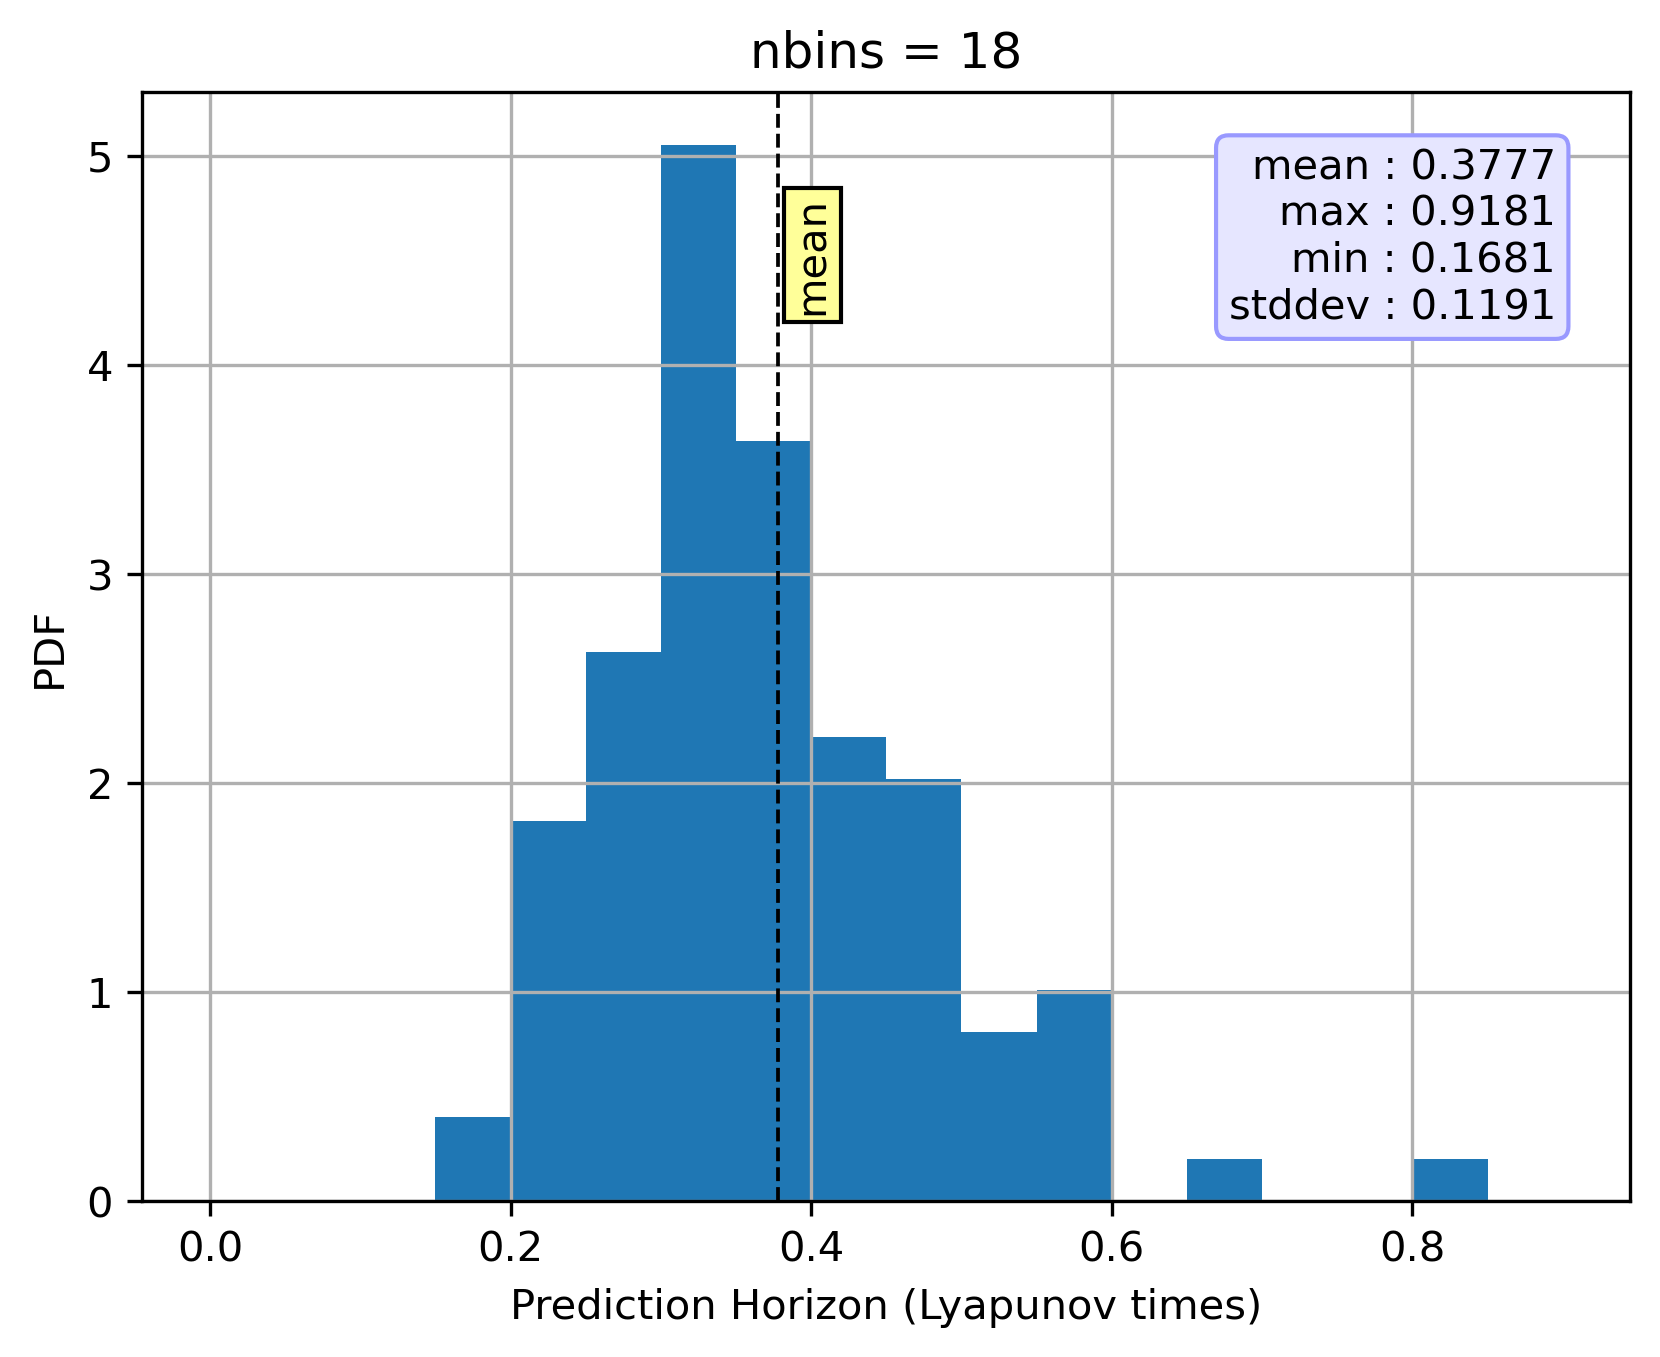 nbins = 18
5
4
3
2
1
0
PDF
mean
mean : 0.3777
max : 0.9181
min : 0.1681
stddev : 0.1191
0.0 0.2 0.4 0.6 0.8
Prediction Horizon (Lyapunov times)